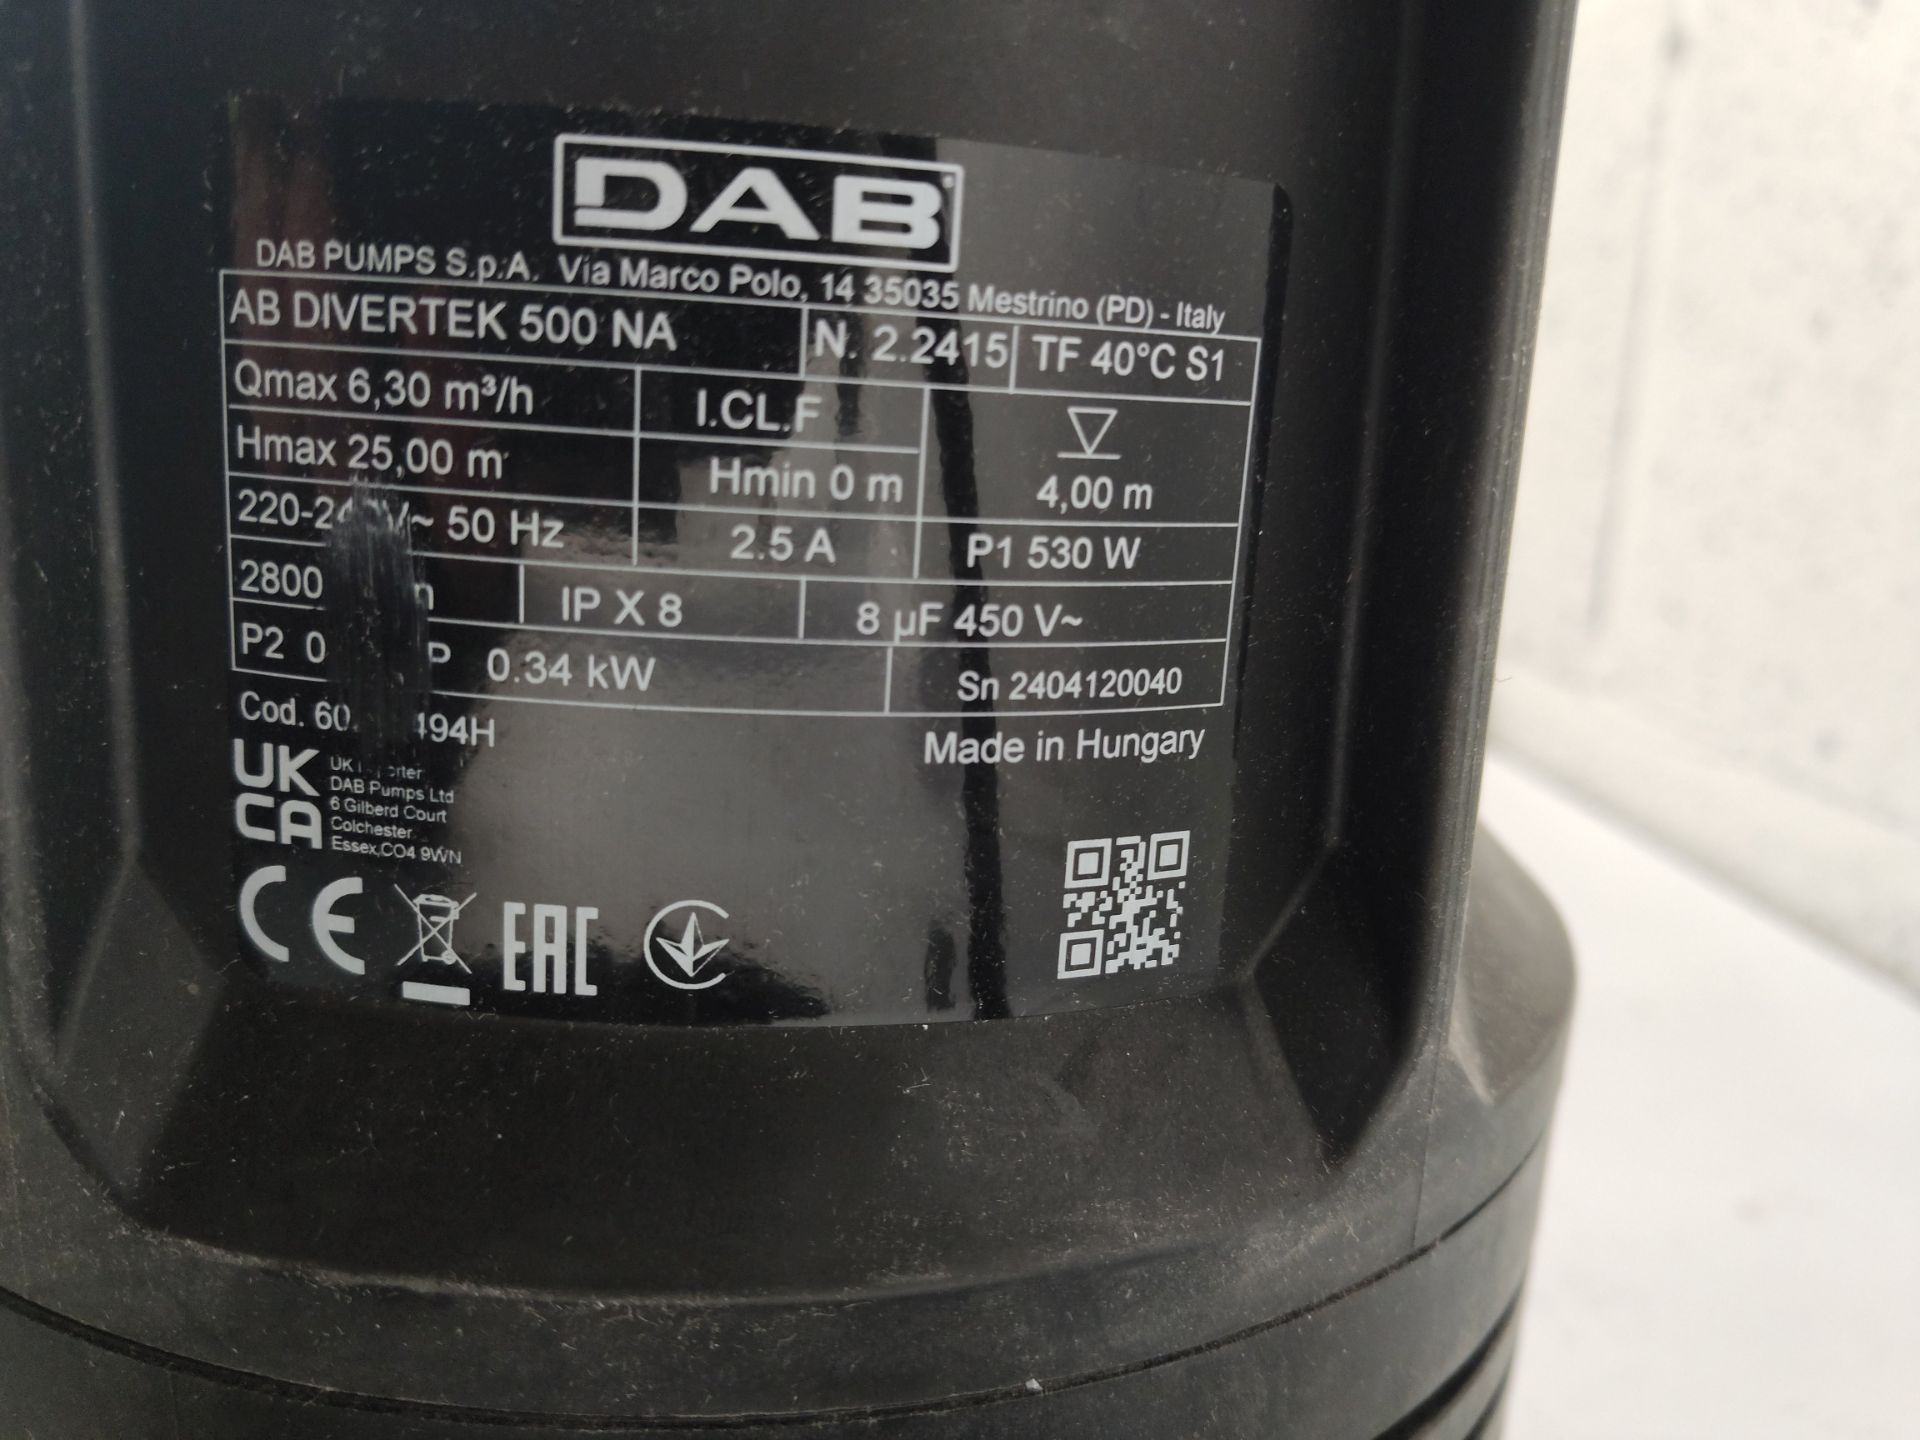 DAB
DAB PUMPS S.p.A. Via Marco Polo, 14 35035 Mestrino (PD) - Italy
AB DIVERTEK 500 NA N. 2.2415 TF 40°C S1
Qmax 6,30 m³/h I.CL.F
Hmax 25,00 m Hmin 0 m 4,00 m
50 Hz 2.5 A P1 530 W
2800 IP X 8 8 µF 450 V~
P2 0.34 kW Sn 2404120040
Cod.
Made in Hungary
UK
CA
UK
DAB Pumps Ltd
6 Gilberd Court
Colchester
Essex,CO4 9WN
CE
EAC